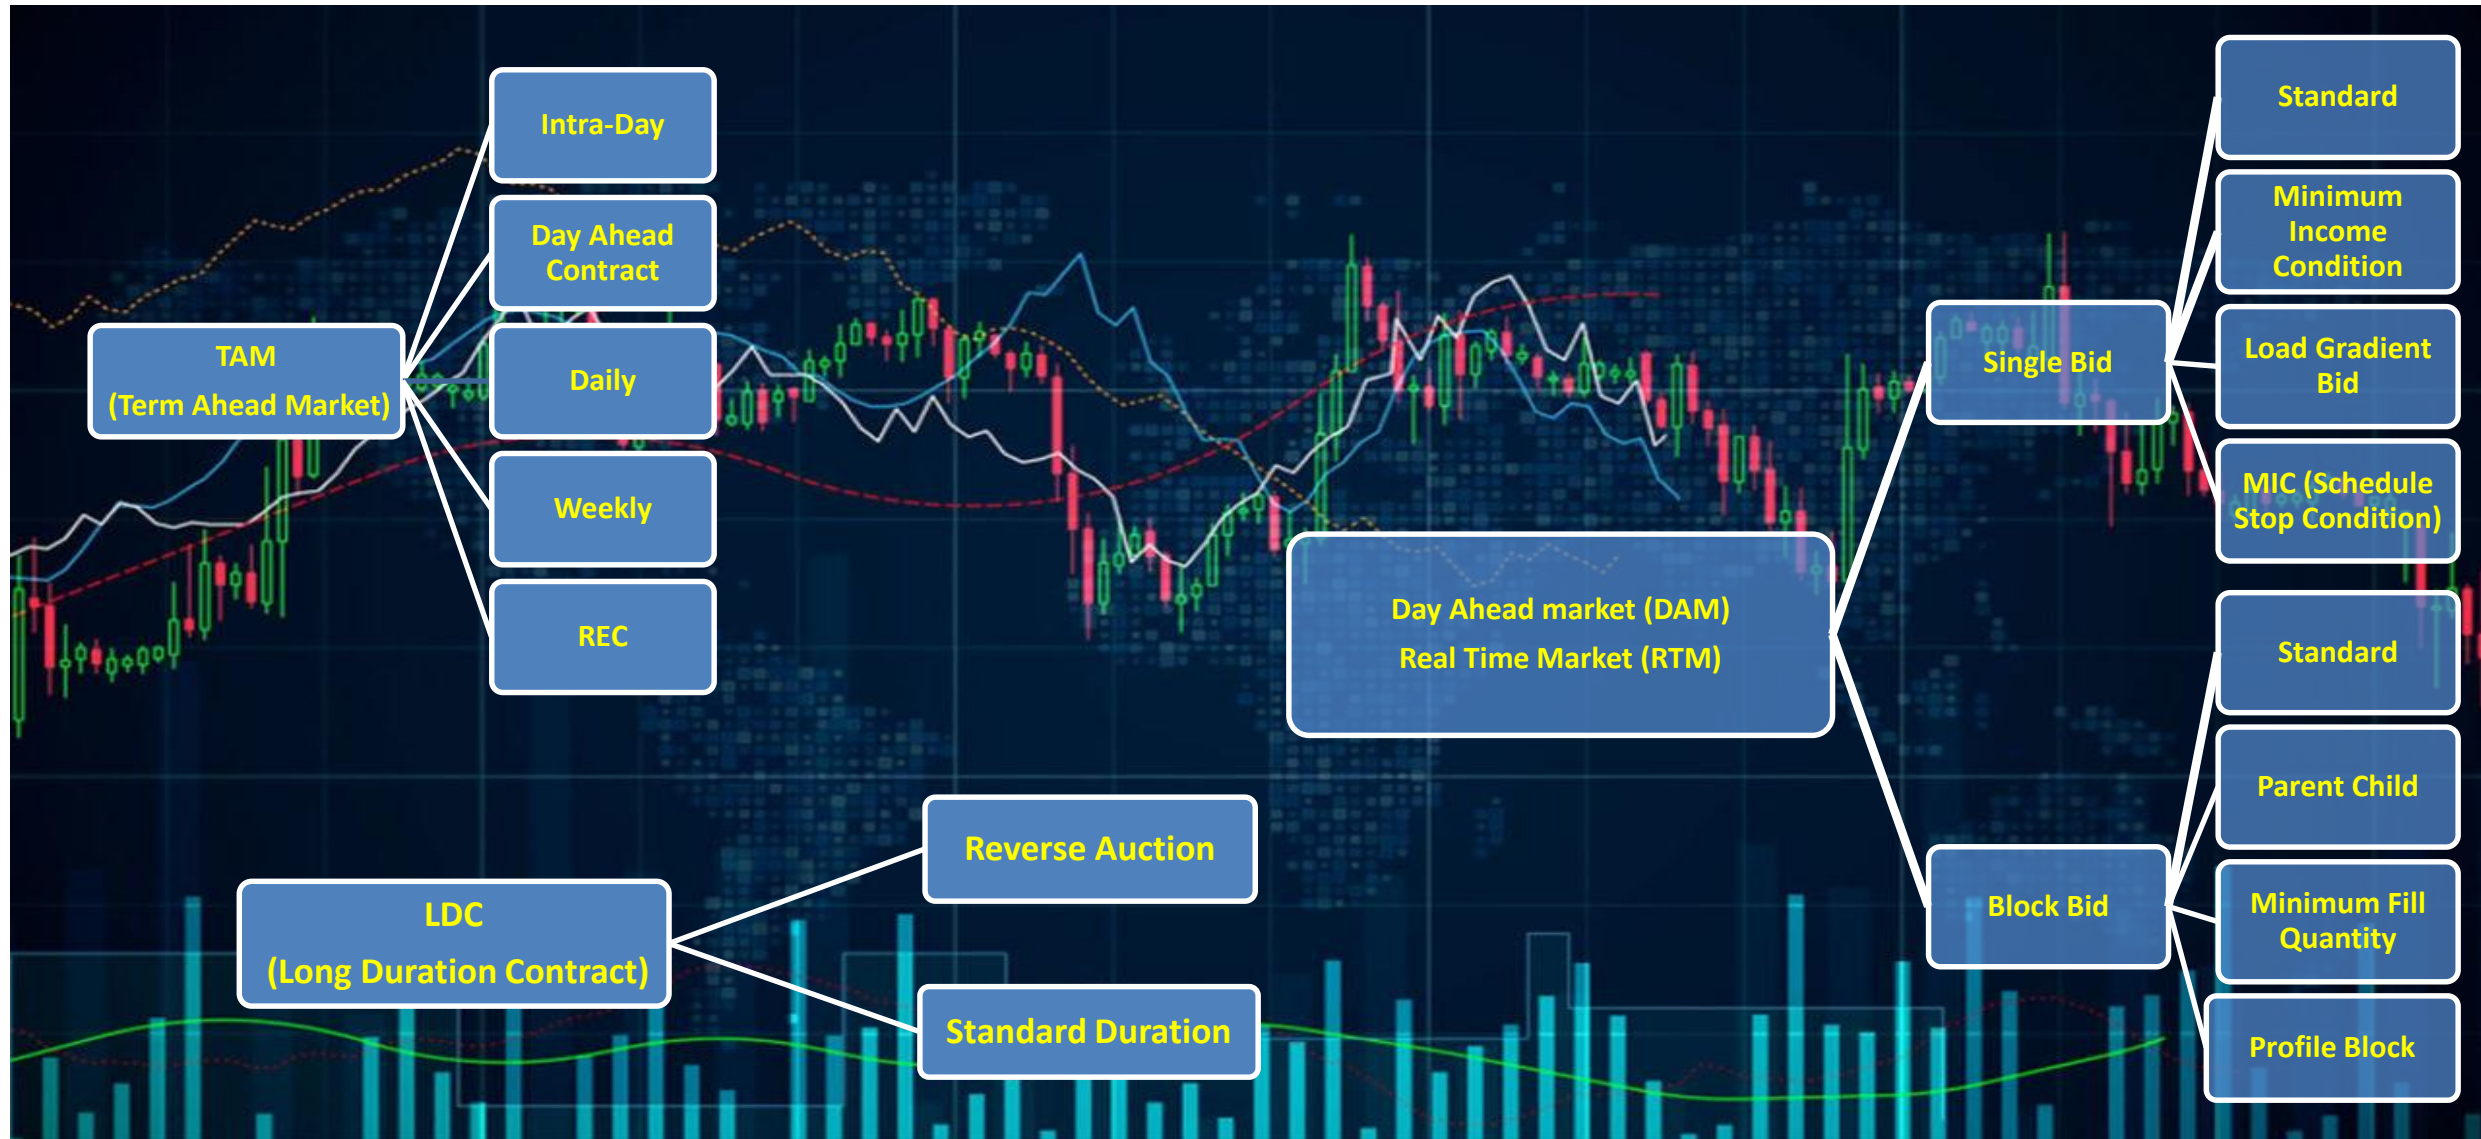 TAM
(Term Ahead Market)
Intra-Day
Day Ahead
Contract
Daily
Weekly
REC
LDC
(Long Duration Contract)
Reverse Auction
Standard Duration
Day Ahead market (DAM)
Real Time Market (RTM)
Single Bid
Standard
Minimum
Income
Condition
Load Gradient
Bid
MIC (Schedule
Stop Condition)
Block Bid
Standard
Parent Child
Minimum Fill
Quantity
Profile Block